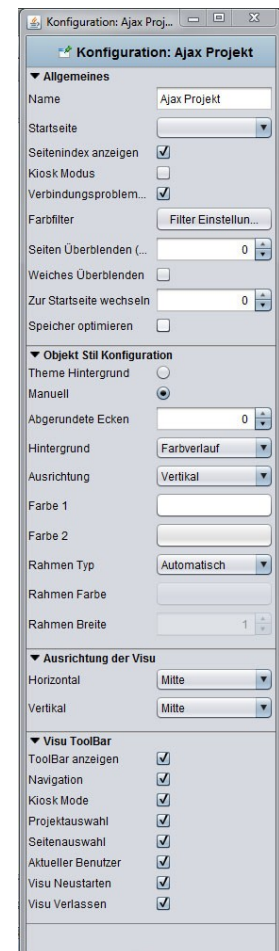 Konfiguration: Ajax Proj...
Konfiguration: Ajax Projekt
Allgemeines
Name Ajax Projekt
Startseite
Seitenindex anzeigen
Kiosk Modus
Verbindungsproblem...
Farbfilter Filter Einstellun...
Seiten Überblenden (... 0
Weiches Überblenden
Zur Startseite wechseln 0
Speicher optimieren
Objekt Stil Konfiguration
Theme Hintergrund
Manuell
Abgerundete Ecken 0
Hintergrund Farbverlauf
Ausrichtung Vertikal
Farbe 1
Farbe 2
Rahmen Typ Automatisch
Rahmen Farbe
Rahmen Breite 1
Ausrichtung der Visu
Horizontal Mitte
Vertikal Mitte
Visu ToolBar
ToolBar anzeigen
Navigation
Kiosk Mode
Projektauswahl
Seitenauswahl
Aktueller Benutzer
Visu Neustarten
Visu Verlassen